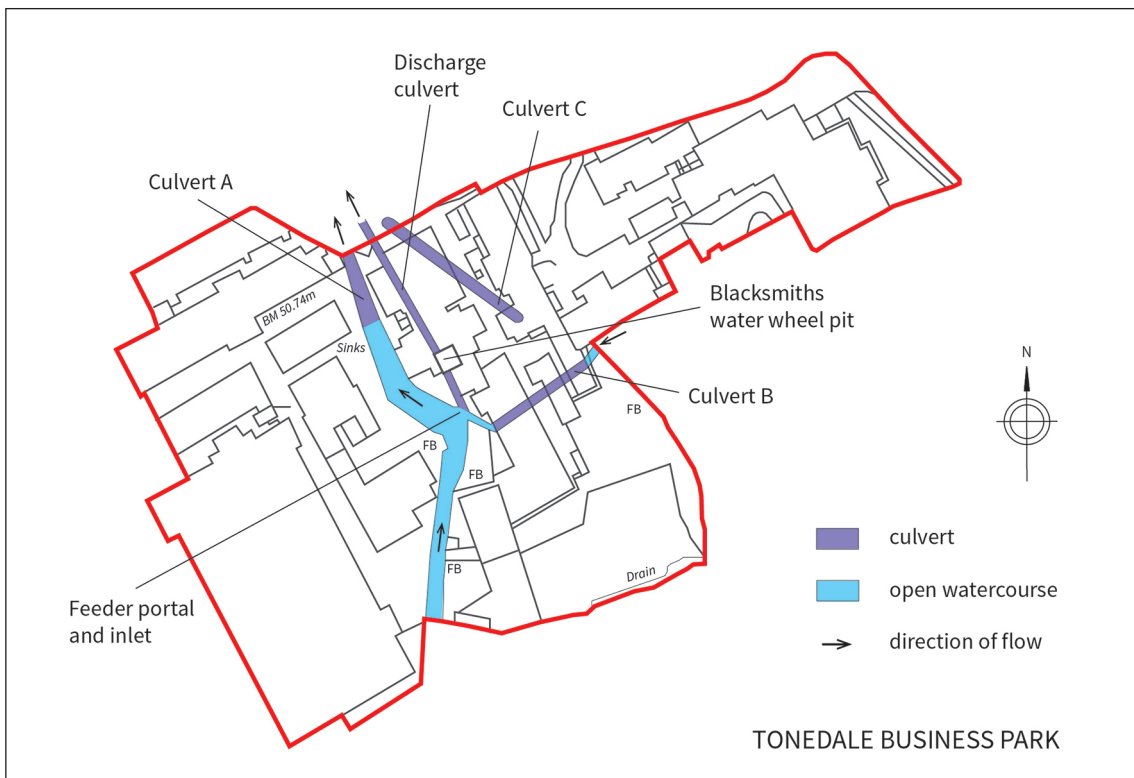 Discharge
culvert
Culvert C
Culvert A
BM 50.74m
Sinks
Blacksmiths
water wheel pit
Culvert B
FB
N
FB
FB
FB
Drain
Feeder portal
and inlet
culvert
open watercourse
direction of flow
TONEDALE BUSINESS PARK